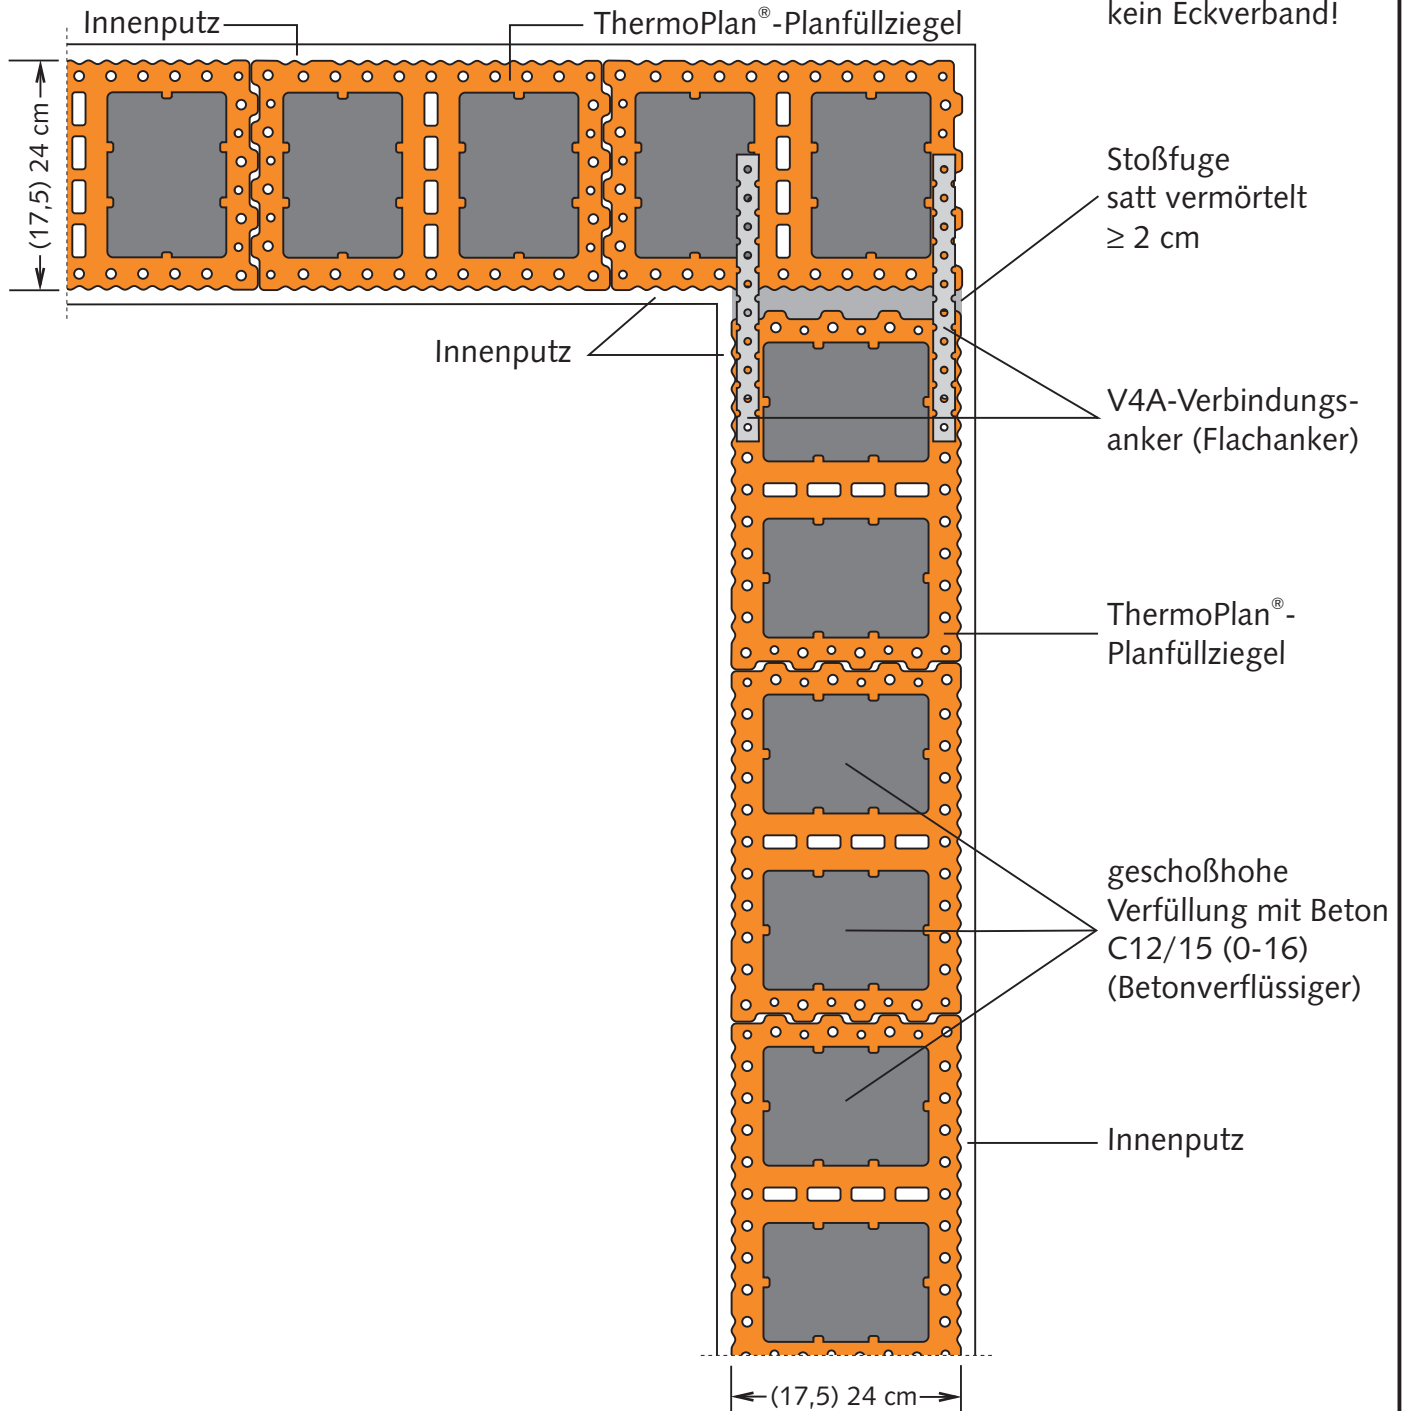 Innenputz
ThermoPlan®-Planfüllziegel
kein Eckverband!
(17,5) 24 cm
Stoßfuge
satt vermörtelt
≥ 2 cm
Innenputz
V4A-Verbindungs-
anker (Flachanker)
ThermoPlan®-
Planfüllziegel
geschoßhohe
Verfüllung mit Beton
C12/15 (0-16)
(Betonverflüssiger)
Innenputz
(17,5) 24 cm